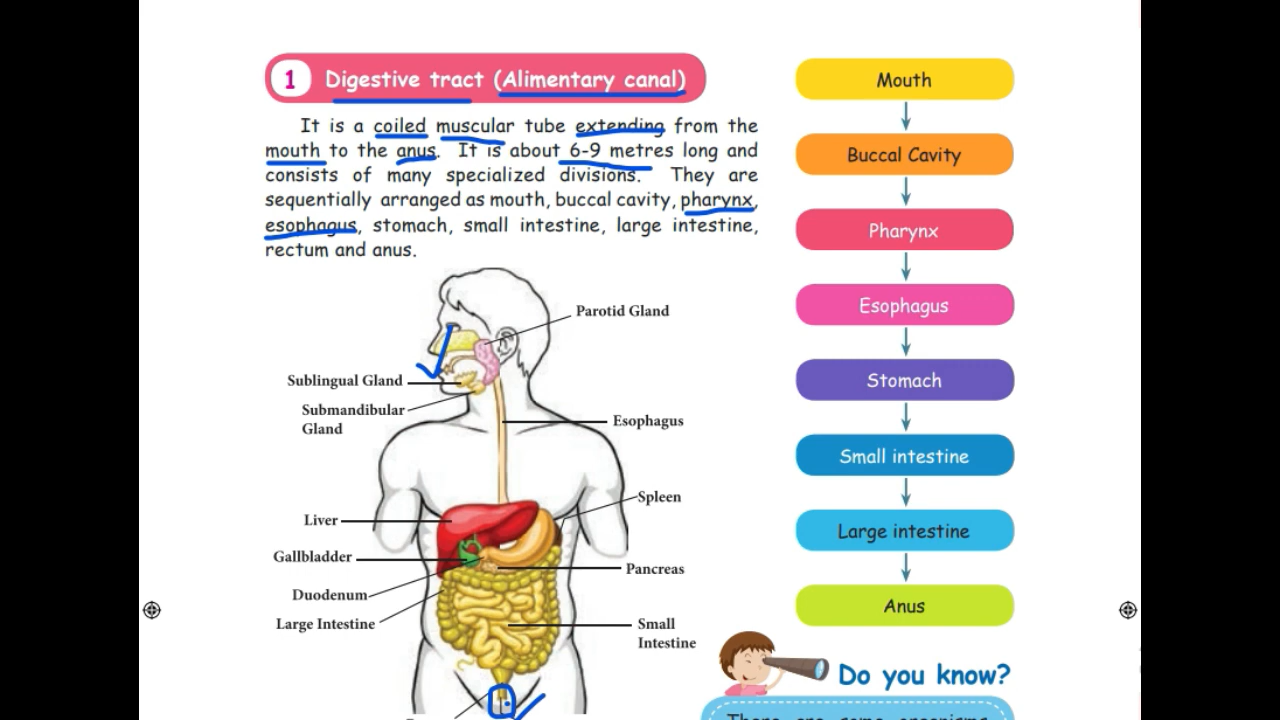 1 Digestive tract (Alimentary canal)
It is a coiled muscular tube extending from the
mouth to the anus. It is about 6-9 metres long and
consists of many specialized divisions. They are
sequentially arranged as mouth, buccal cavity, pharynx,
esophagus, stomach, small intestine, large intestine,
rectum and anus.
Parotid Gland
Sublingual Gland
Submandibular
Gland
Esophagus
Spleen
Liver
Gallbladder
Pancreas
Duodenum
Large Intestine
Small
Intestine
Mouth
Buccal Cavity
Pharynx
Esophagus
Stomach
Small intestine
Large intestine
Anus
Do you know?
There are some organisms